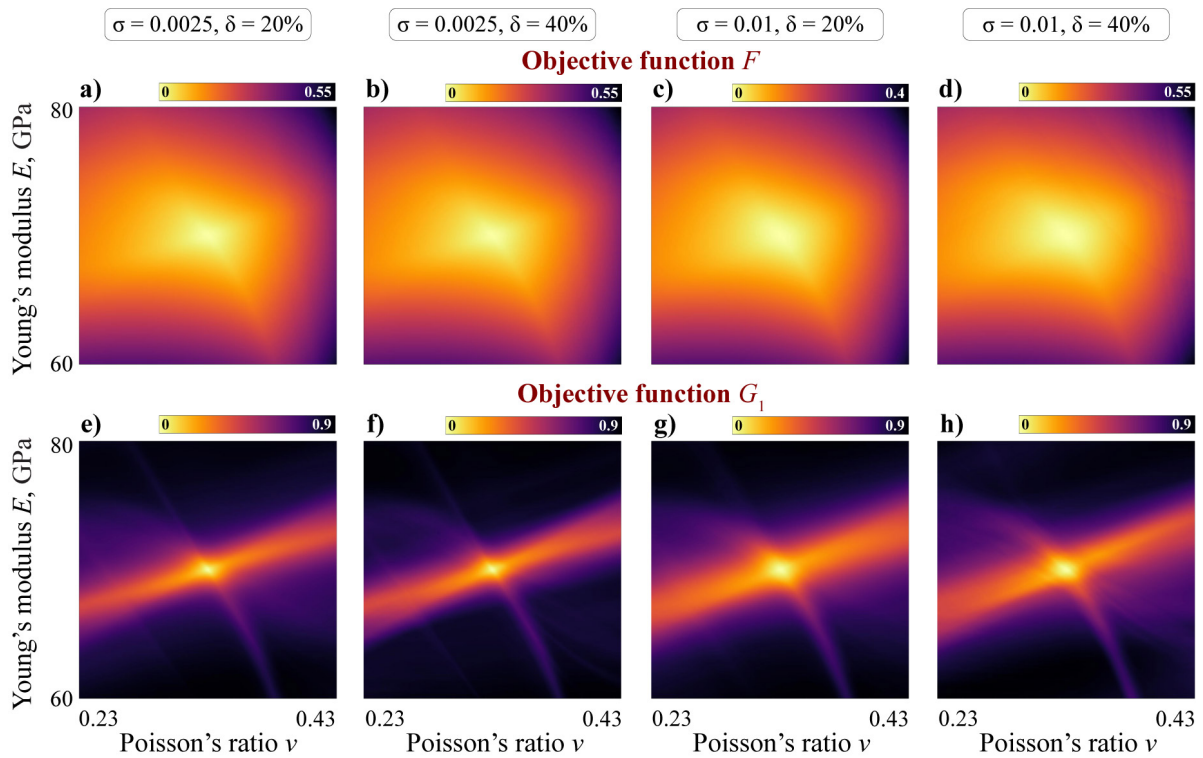 σ = 0.0025, δ = 20% σ = 0.0025, δ = 40% σ = 0.01, δ = 20% σ = 0.01, δ = 40%
Objective function F
a) 0 0.55 b) 0 0.55 c) 0 0.4 d) 0 0.55
80
Young's modulus E, GPa
60
Objective function G₁
e) 0 0.9 f) 0 0.9 g) 0 0.9 h) 0 0.9
80
Young's modulus E, GPa
60
0.23 0.43 0.23 0.43 0.23 0.43 0.23 0.43
Poisson's ratio ν Poisson's ratio ν Poisson's ratio ν Poisson's ratio ν